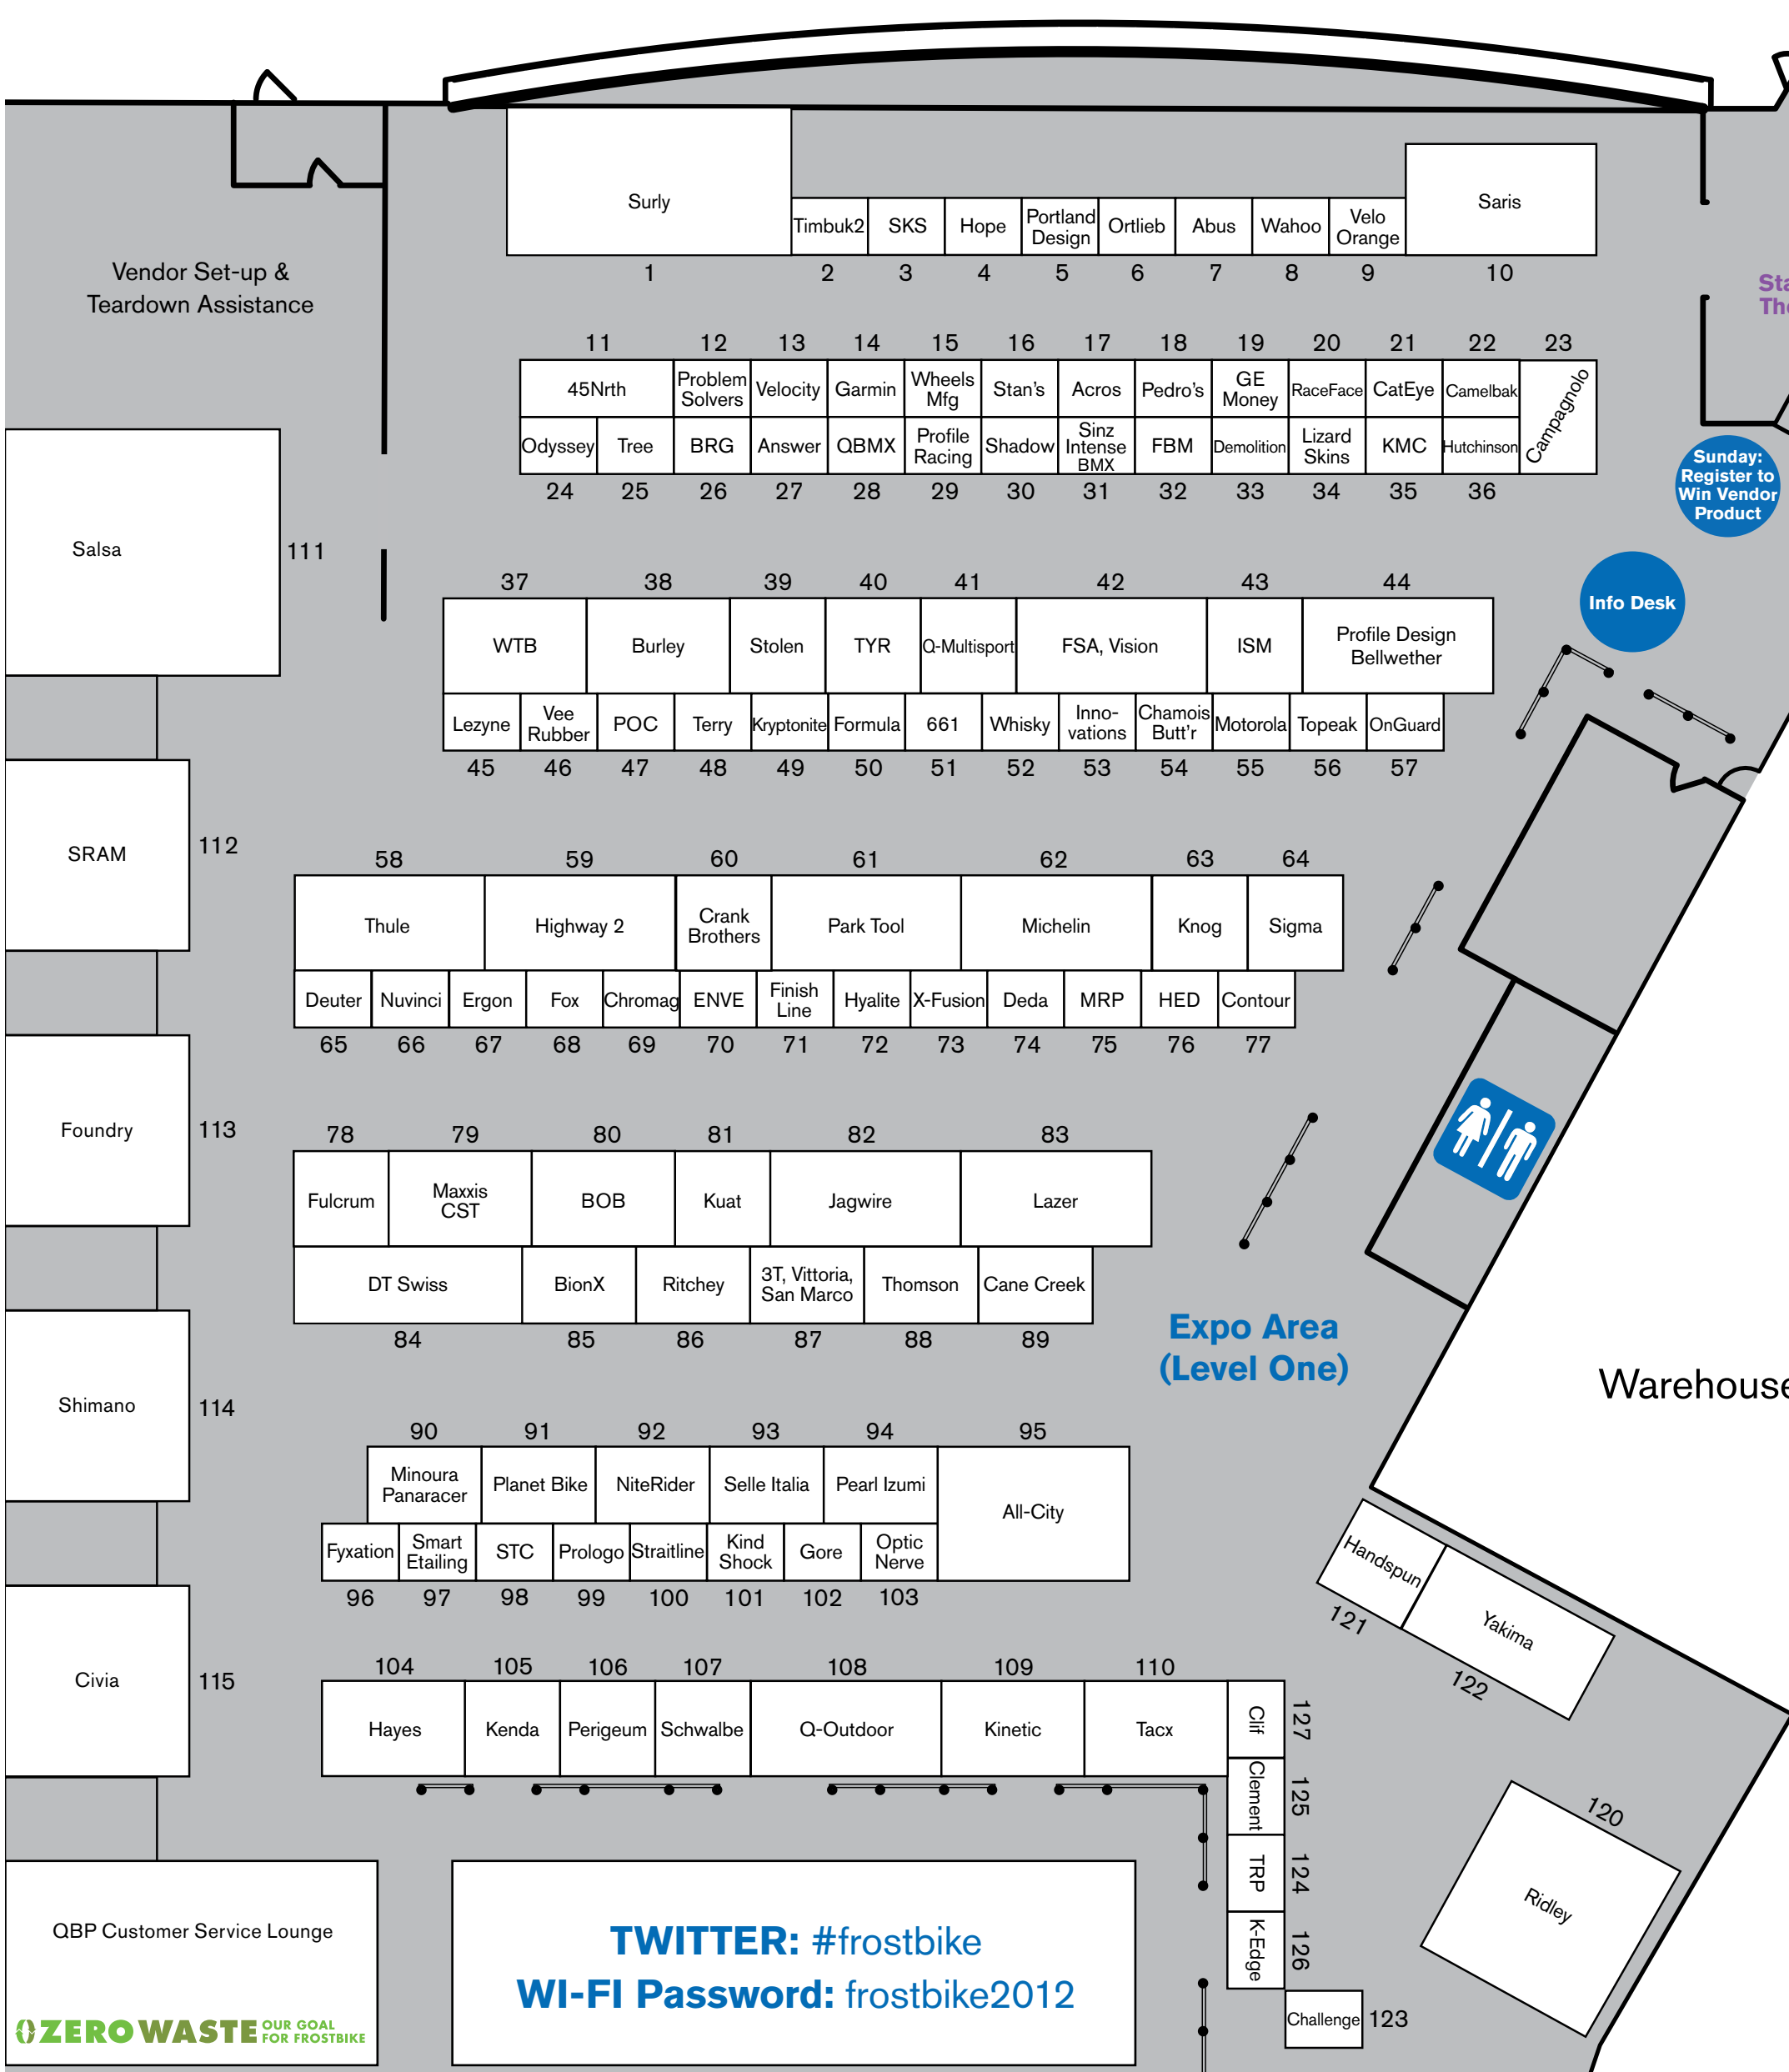 Surly
Timbuk2
SKS
Hope
Portland
Design
Ortlieb
Abus
Wahoo
Velo
Orange
Saris
1
2
3
4
5
6
7
8
9
10
Vendor Set-up &
Teardown Assistance
11
12
13
14
15
16
17
18
19
20
21
22
23
45Nrth
Problem
Solvers
Velocity
Garmin
Wheels
Mfg
Stan's
Acros
Pedro's
GE
Money
RaceFace
CatEye
Camelbak
Campagnolo
Odyssey
Tree
BRG
Answer
QBMX
Profile
Racing
Shadow
Sinz
Intense
BMX
FBM
Demolition
Lizard
Skins
KMC
Hutchinson
24
25
26
27
28
29
30
31
32
33
34
35
36
Sunday:
Register to
Win Vendor
Product
Info Desk
Salsa
111
37
38
39
40
41
42
43
44
WTB
Burley
Stolen
TYR
Q-Multisport
FSA, Vision
ISM
Profile Design
Bellwether
Lezyne
Vee
Rubber
POC
Terry
Kryptonite
Formula
661
Whisky
Inno-
vations
Chamois
Butt'r
Motorola
Topeak
OnGuard
45
46
47
48
49
50
51
52
53
54
55
56
57
SRAM
112
58
59
60
61
62
63
64
Thule
Highway 2
Crank
Brothers
Park Tool
Michelin
Knog
Sigma
Deuter
Nuvinci
Ergon
Fox
Chromag
ENVE
Finish
Line
Hyalite
X-Fusion
Deda
MRP
HED
Contour
65
66
67
68
69
70
71
72
73
74
75
76
77
Foundry
113
78
79
80
81
82
83
Fulcrum
Maxxis
CST
BOB
Kuat
Jagwire
Lazer
DT Swiss
BionX
Ritchey
3T, Vittoria,
San Marco
Thomson
Cane Creek
84
85
86
87
88
89
Expo Area
(Level One)
Warehouse
Shimano
114
90
91
92
93
94
95
Minoura
Panaracer
Planet Bike
NiteRider
Selle Italia
Pearl Izumi
All-City
Fyxation
Smart
Etailing
STC
Prologo
Straitline
Kind
Shock
Gore
Optic
Nerve
96
97
98
99
100
101
102
103
Handspun
121
Yakima
122
Civia
115
104
105
106
107
108
109
110
Hayes
Kenda
Perigeum
Schwalbe
Q-Outdoor
Kinetic
Tacx
Clif
127
Clement
125
TRP
124
K-Edge
126
Challenge
123
120
Ridley
QBP Customer Service Lounge
ZERO WASTE OUR GOAL
FOR FROSTBIKE
TWITTER: #frostbike
WI-FI Password: frostbike2012